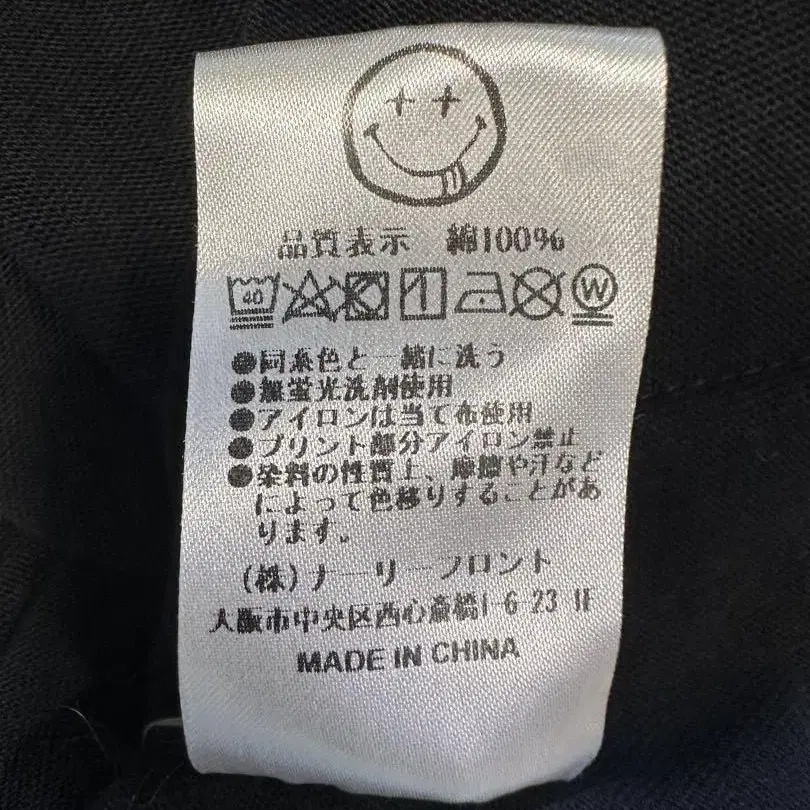 品質表示 綿100%
40 W
●同系色と一緒に洗う
●無蛍光洗剤使用
●アイロンは当て布使用
●プリント部分アイロン禁止
●染料の性質上、摩擦や汗など
によって色移りすることがあ
ります。
(株)ナーリーフロント
大阪市中央区西心斎橋1-6-23 1F
MADE IN CHINA